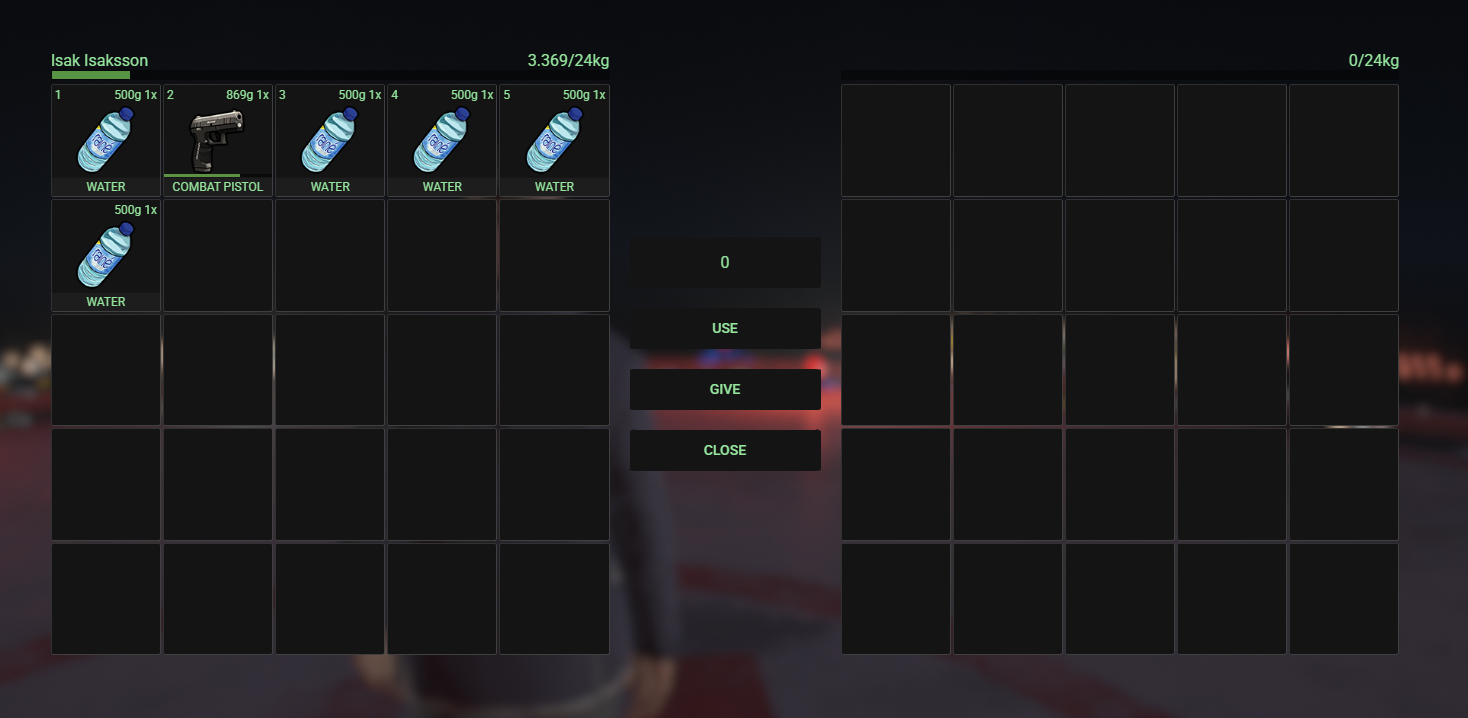 Isak Isaksson 3.369/24kg 0/24kg
1 500g 1x 2 869g 1x 3 500g 1x 4 500g 1x 5 500g 1x
WATER COMBAT PISTOL WATER WATER WATER
500g 1x
WATER
0
USE
GIVE
CLOSE